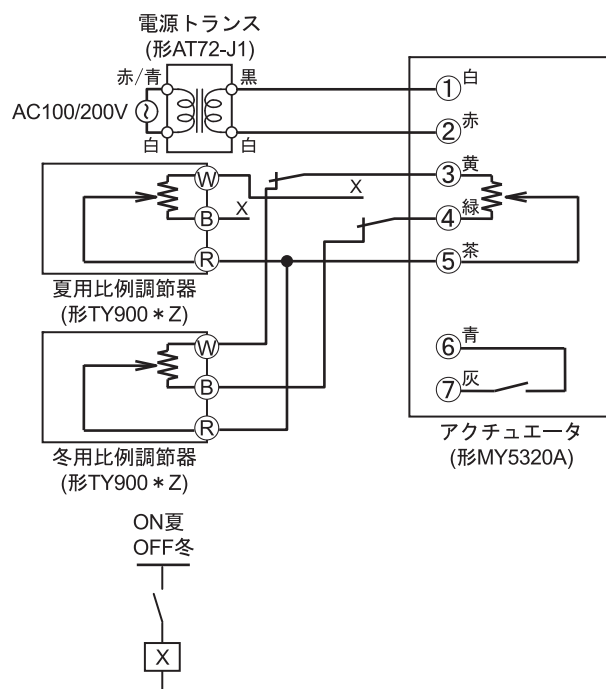 電源トランス
(形AT72-J1)
赤/青
黒
AC100/200V
白
白
① 白
② 赤
③ 黄
④ 緑
⑤ 茶
⑥ 青
⑦ 灰
アクチュエータ
(形MY5320A)
W
X
B
X
R
夏用比例調節器
(形TY900*Z)
W
B
R
冬用比例調節器
(形TY900*Z)
ON夏
OFF冬
X